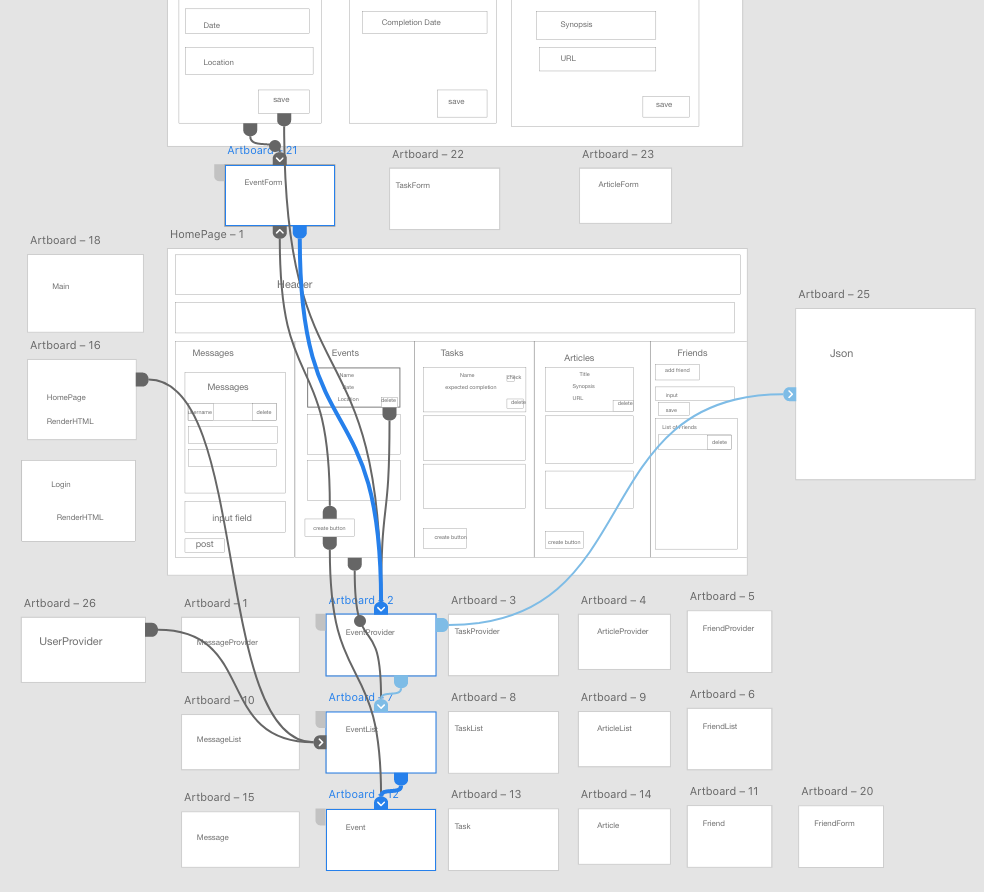 Date
Completion Date
Synopsis
Location
URL
save
save
save
Artboard – 21
Artboard – 22
Artboard – 23
EventForm
TaskForm
ArticleForm
HomePage – 1
Artboard – 18
Main
Header
Artboard – 25
Json
Artboard – 16
HomePage
RenderHTML
Messages
Events
Tasks
Articles
Friends
Messages
username
delete
input field
post
Name
Date
Location
delete
create button
Name
check
expected completion
delete
create button
Title
Synopsis
URL
delete
create button
add friend
input
save
List of Friends
delete
Login
RenderHTML
Artboard – 26
Artboard – 1
Artboard – 2
Artboard – 3
Artboard – 4
Artboard – 5
UserProvider
MessageProvider
EventProvider
TaskProvider
ArticleProvider
FriendProvider
Artboard – 10
Artboard – 7
Artboard – 8
Artboard – 9
Artboard – 6
MessageList
EventList
TaskList
ArticleList
FriendList
Artboard – 15
Artboard – 12
Artboard – 13
Artboard – 14
Artboard – 11
Artboard – 20
Message
Event
Task
Article
Friend
FriendForm